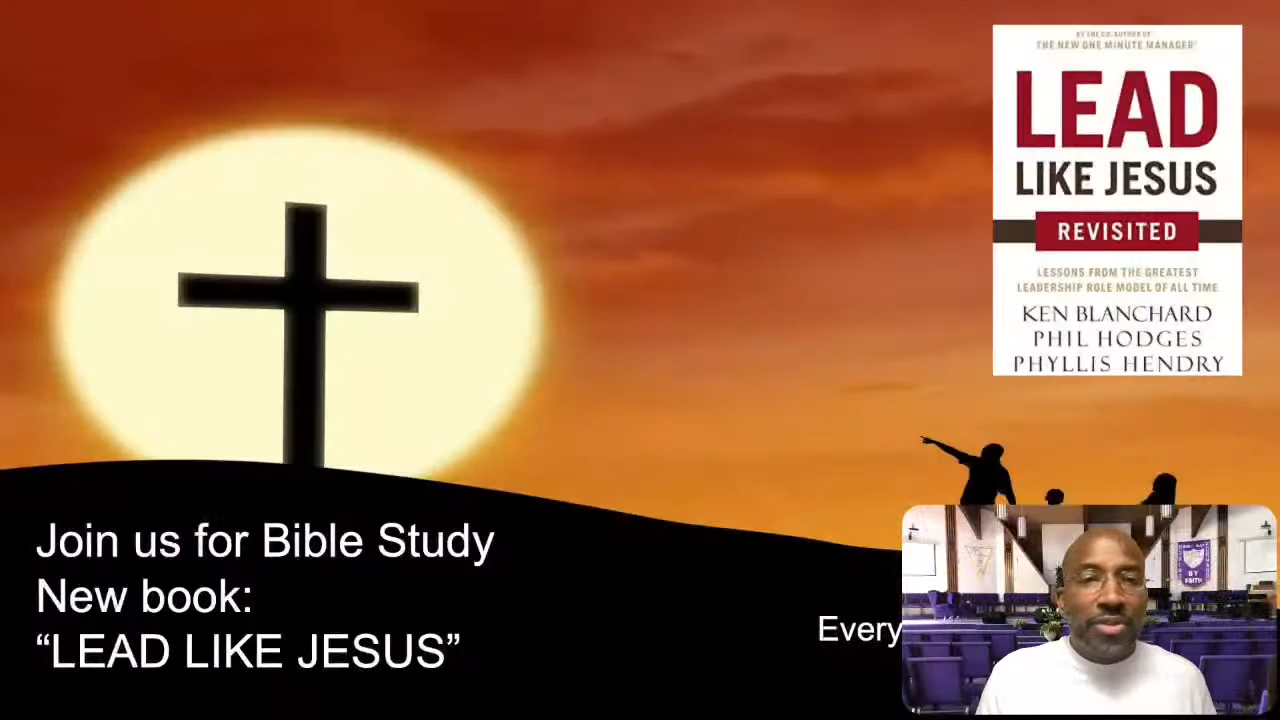 BY THE CO-AUTHOR OF
THE NEW ONE MINUTE MANAGER®
LEAD
LIKE JESUS
REVISITED
LESSONS FROM THE GREATEST
LEADERSHIP ROLE MODEL OF ALL TIME
KEN BLANCHARD
PHIL HODGES
PHYLLIS HENDRY
Join us for Bible Study
New book:
“LEAD LIKE JESUS”
Every
BY
FAITH